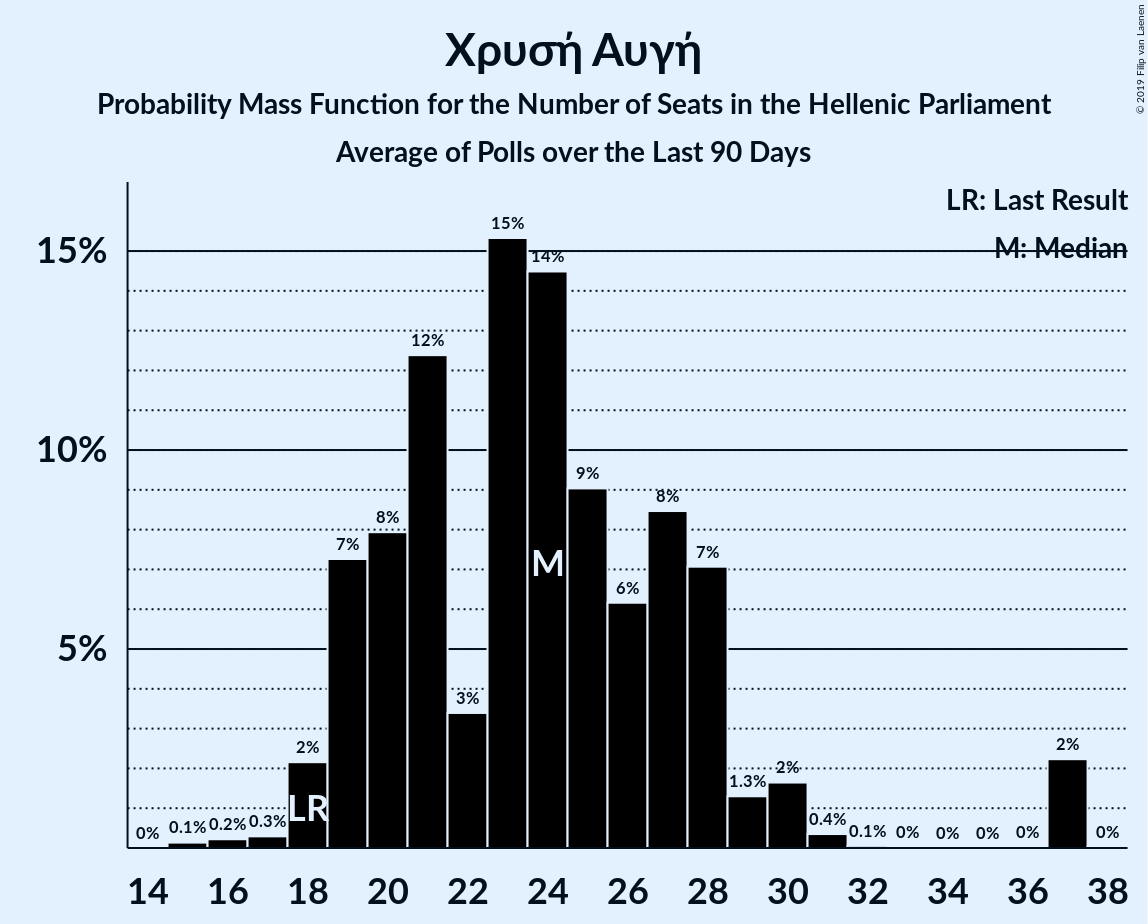 Χρυσή Αυγή
Probability Mass Function for the Number of Seats in the Hellenic Parliament
Average of Polls over the Last 90 Days
© 2019 Filip van Laenen
LR: Last Result
M: Median
15%
10%
5%
0% 0.1% 0.2% 0.3% 2% 7% 8% 12% 3% 15% 14% 9% 6% 8% 7% 1.3% 2% 0.4% 0.1% 0% 0% 0% 0% 2% 0%
LR
M
14 16 18 20 22 24 26 28 30 32 34 36 38